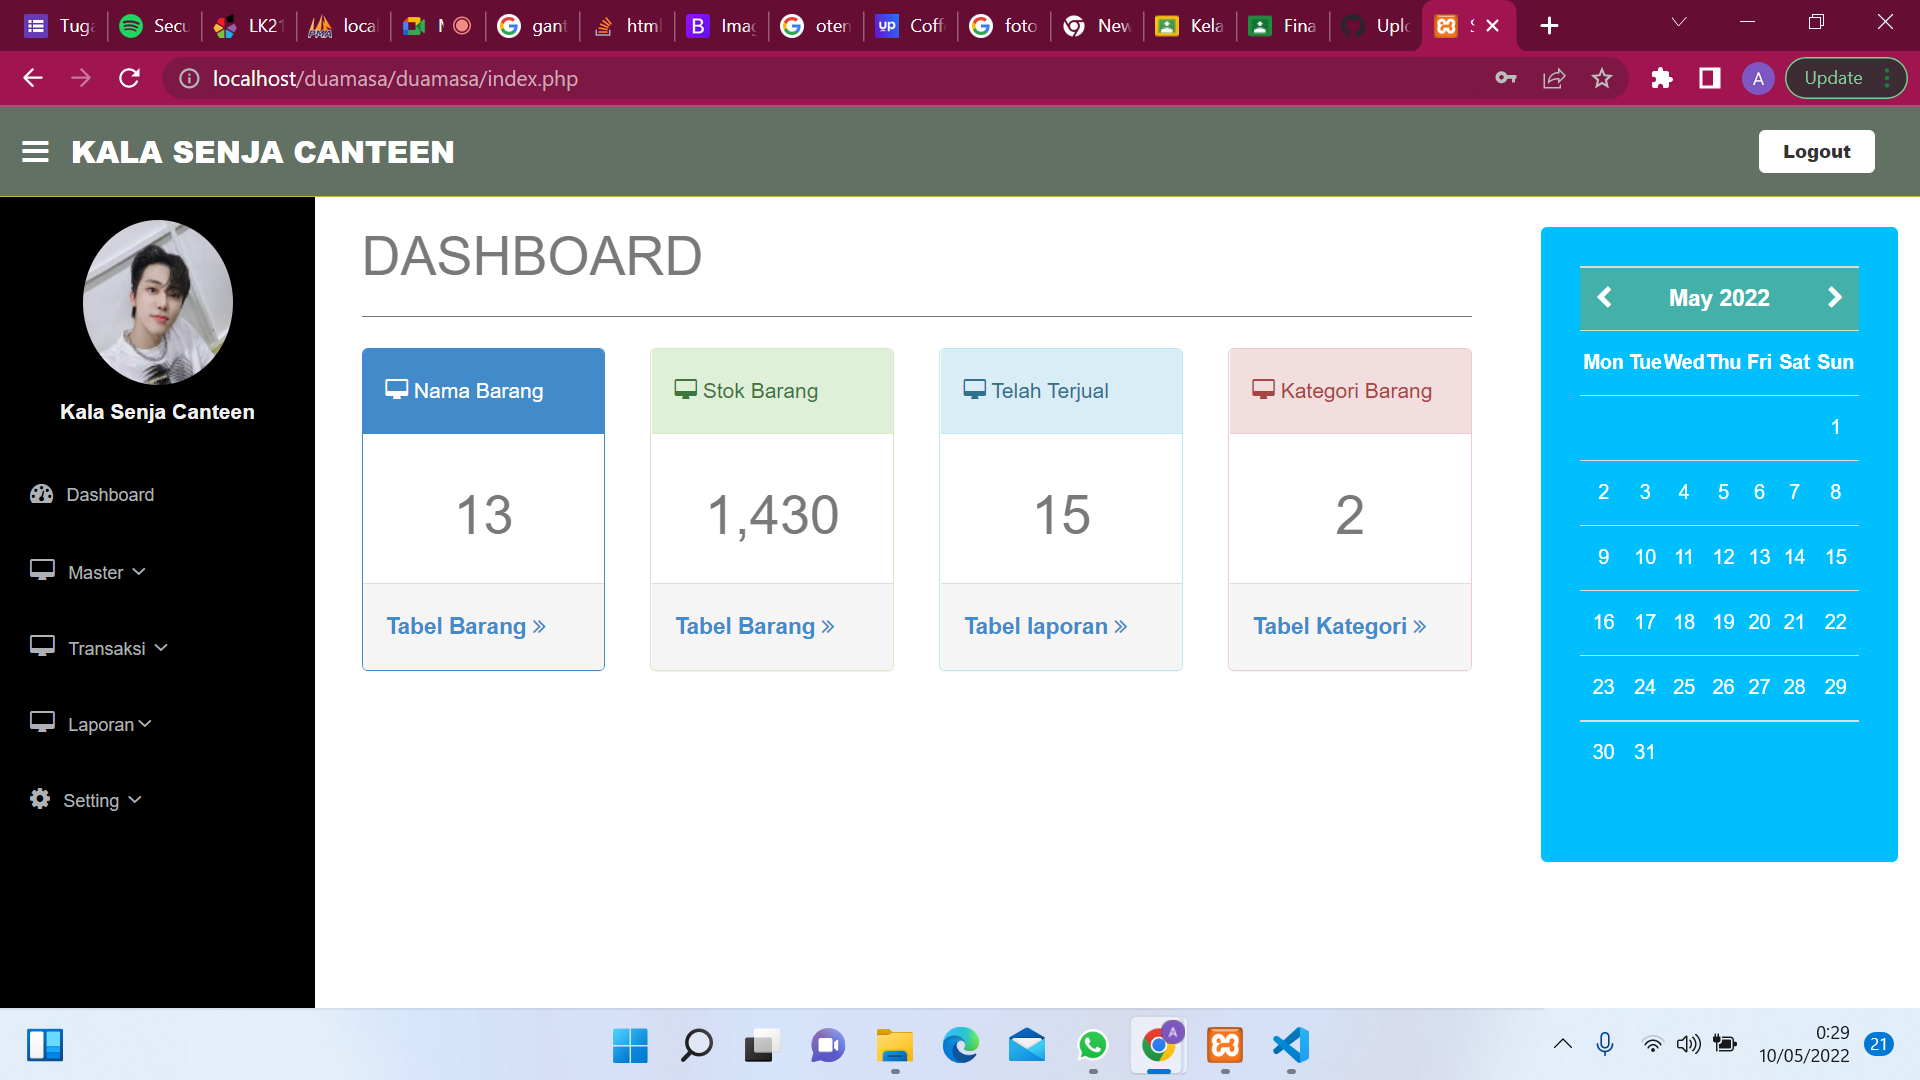 Tuga Secu LK21 loca M gant html Imag oten Coff foto New Kela Fina Uplo
localhost/duamasa/duamasa/index.php
A
Update
KALA SENJA CANTEEN
Logout
Kala Senja Canteen
Dashboard
Master
Transaksi
Laporan
Setting
DASHBOARD
Nama Barang
13
Tabel Barang »
Stok Barang
1,430
Tabel Barang »
Telah Terjual
15
Tabel laporan »
Kategori Barang
2
Tabel Kategori »
May 2022
Mon Tue Wed Thu Fri Sat Sun
1
2 3 4 5 6 7 8
9 10 11 12 13 14 15
16 17 18 19 20 21 22
23 24 25 26 27 28 29
30 31
0:29
10/05/2022
21